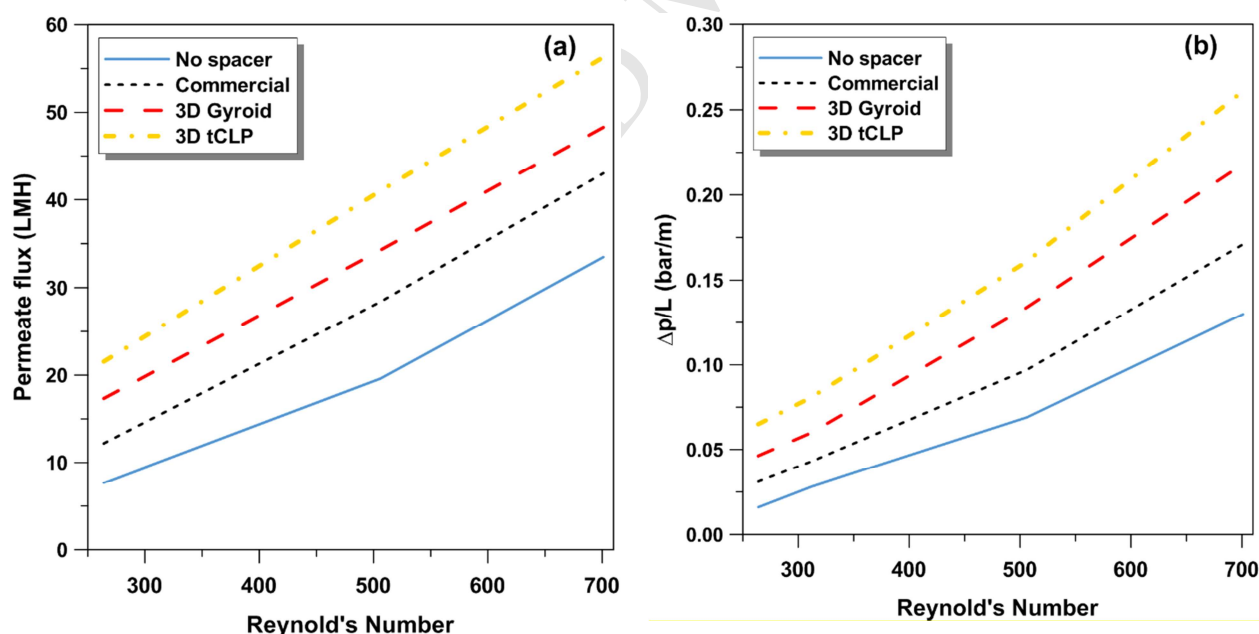 60
50
40
30
20
10
0
Permeate flux (LMH)
No spacer
Commercial
3D Gyroid
3D tCLP
(a)
300 400 500 600 700
Reynold's Number
0.30
0.25
0.20
0.15
0.10
0.05
0.00
Δp/L (bar/m)
No spacer
Commercial
3D Gyroid
3D tCLP
(b)
300 400 500 600 700
Reynold's Number